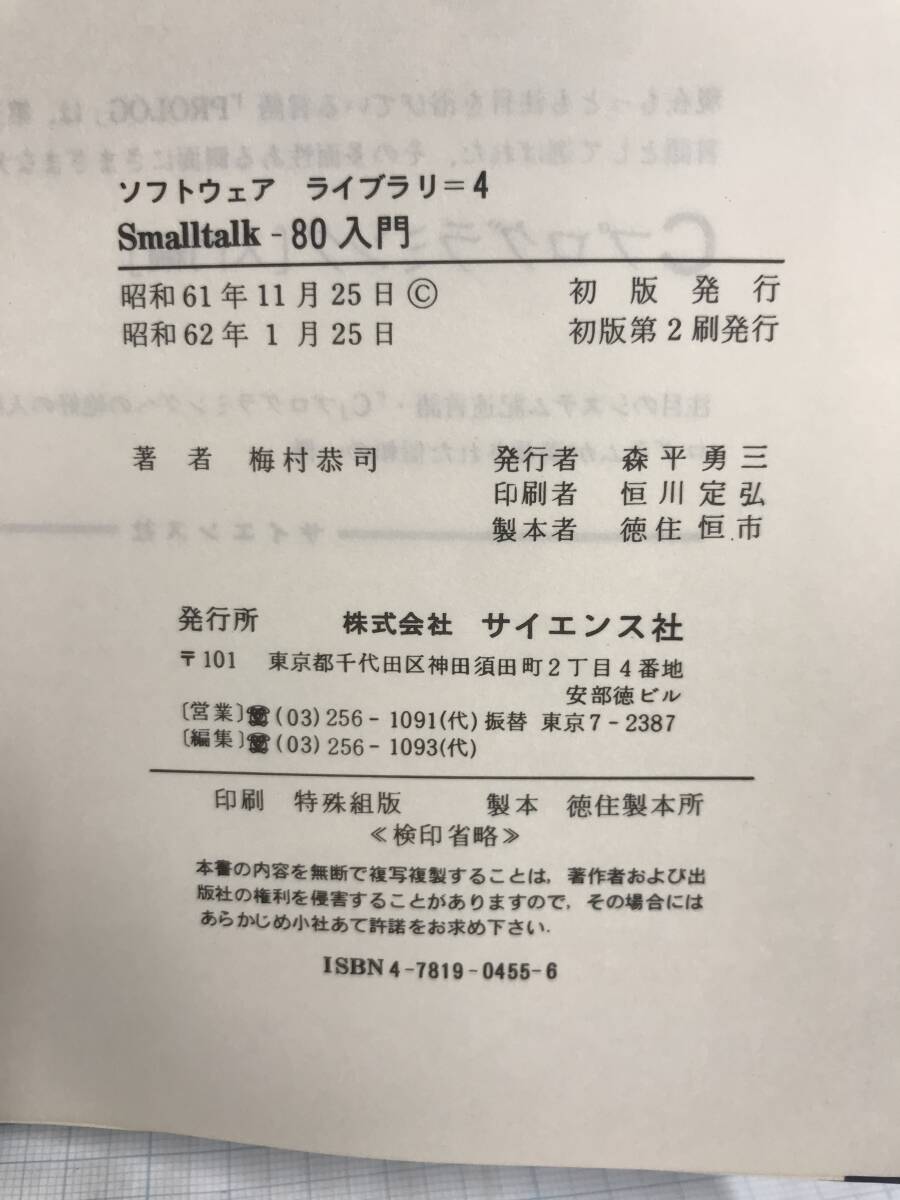 ソフトウェア ライブラリ=4
Smalltalk-80入門
昭和61年11月25日© 初版発行
昭和62年1月25日 初版第2刷発行
著者 梅村恭司 発行者 森平勇三
印刷者 恒川定弘
製本者 徳住恒市
発行所 株式会社 サイエンス社
〒101 東京都千代田区神田須田町2丁目4番地
安部徳ビル
〔営業〕☎(03)256-1091(代)振替 東京7-2387
〔編集〕☎(03)256-1093(代)
印刷 特殊組版 製本 徳住製本所
≪検印省略≫
本書の内容を無断で複写複製することは,著作者および出
版社の権利を侵害することがありますので,その場合には
あらかじめ小社あて許諾をお求め下さい.
ISBN4-7819-0455-6